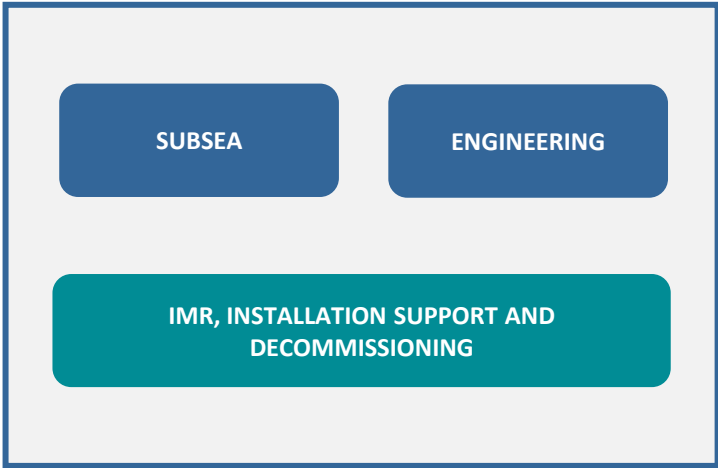 SUBSEA
ENGINEERING
IMR, INSTALLATION SUPPORT AND
DECOMMISSIONING